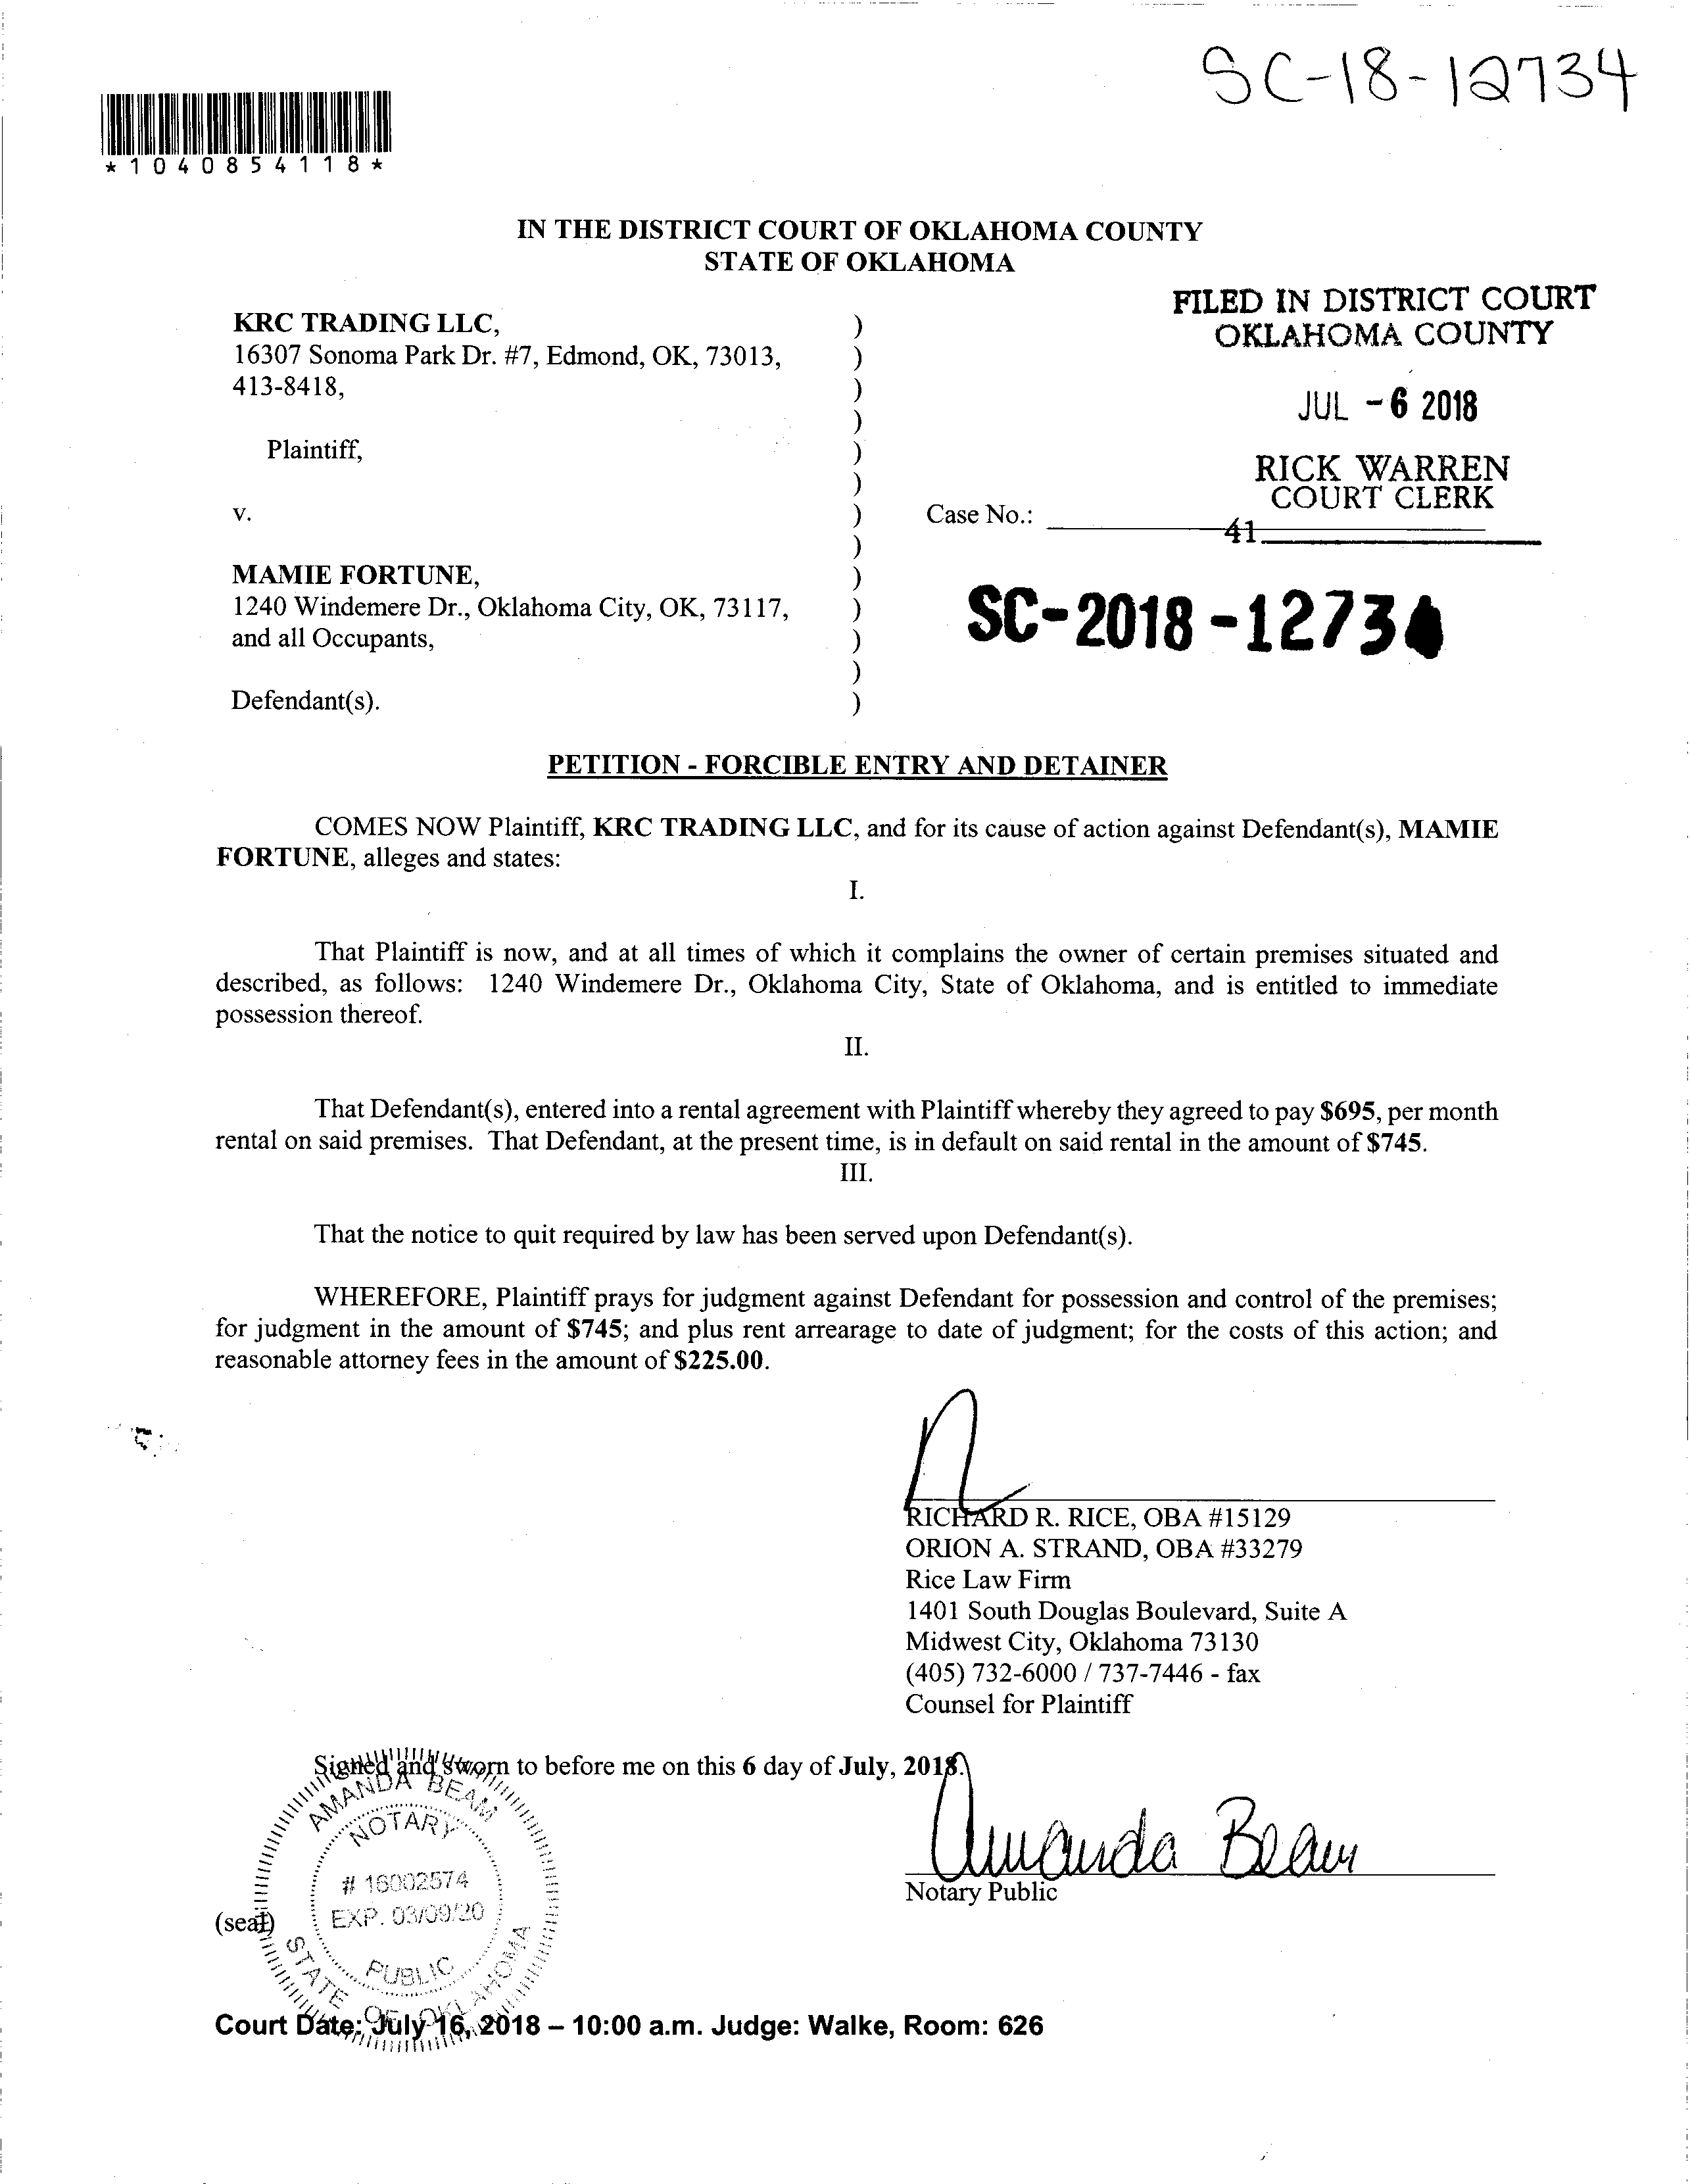 SC-18-12734
*1040854118*
IN THE DISTRICT COURT OF OKLAHOMA COUNTY
STATE OF OKLAHOMA
FILED IN DISTRICT COURT
OKLAHOMA COUNTY
JUL -6 2018
RICK WARREN
COURT CLERK
41
KRC TRADING LLC, )
16307 Sonoma Park Dr. #7, Edmond, OK, 73013, )
413-8418, )
)
Plaintiff, )
)
v. ) Case No.:
)
MAMIE FORTUNE, )
1240 Windemere Dr., Oklahoma City, OK, 73117, )
and all Occupants, )
)
Defendant(s). )
SC-2018-12734
PETITION - FORCIBLE ENTRY AND DETAINER
COMES NOW Plaintiff, KRC TRADING LLC, and for its cause of action against Defendant(s), MAMIE
FORTUNE, alleges and states:
I.
That Plaintiff is now, and at all times of which it complains the owner of certain premises situated and
described, as follows: 1240 Windemere Dr., Oklahoma City, State of Oklahoma, and is entitled to immediate
possession thereof.
II.
That Defendant(s), entered into a rental agreement with Plaintiff whereby they agreed to pay $695, per month
rental on said premises. That Defendant, at the present time, is in default on said rental in the amount of $745.
III.
That the notice to quit required by law has been served upon Defendant(s).
WHEREFORE, Plaintiff prays for judgment against Defendant for possession and control of the premises;
for judgment in the amount of $745; and plus rent arrearage to date of judgment; for the costs of this action; and
reasonable attorney fees in the amount of $225.00.
RICHARD R. RICE, OBA #15129
ORION A. STRAND, OBA #33279
Rice Law Firm
1401 South Douglas Boulevard, Suite A
Midwest City, Oklahoma 73130
(405) 732-6000 / 737-7446 - fax
Counsel for Plaintiff
Signed and sworn to before me on this 6 day of July, 2018.
Amanda Beam
Notary Public
(seal)
AMANDA BEAM
NOTARY
# 16002574
EXP. 03/09/20
PUBLIC
STATE OF OKLAHOMA
Court Date: July 16, 2018 – 10:00 a.m. Judge: Walke, Room: 626